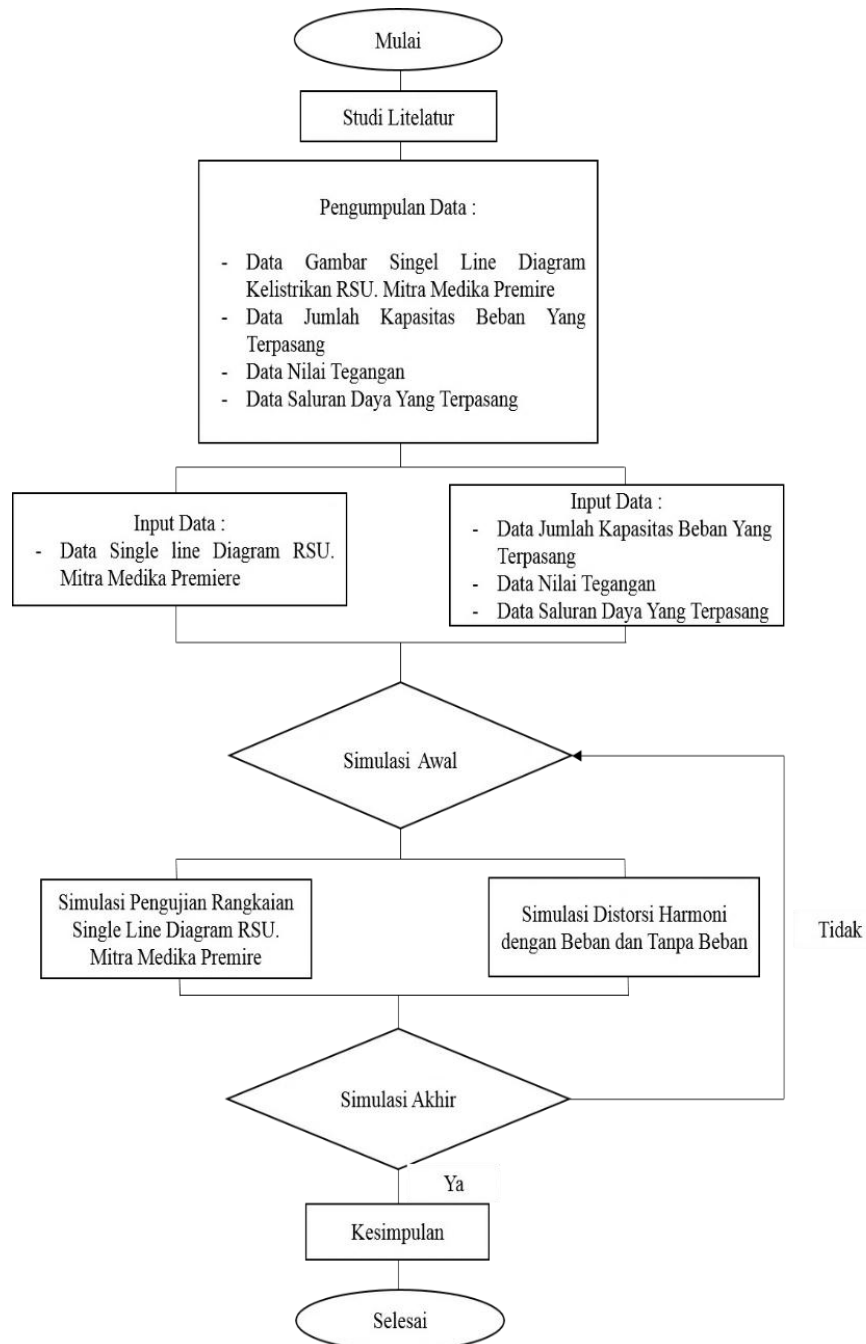 Mulai
Studi Litelatur
Pengumpulan Data :
- Data Gambar Singel Line Diagram
Kelistrikan RSU. Mitra Medika Premire
- Data Jumlah Kapasitas Beban Yang
Terpasang
- Data Nilai Tegangan
- Data Saluran Daya Yang Terpasang
Input Data :
- Data Single line Diagram RSU.
Mitra Medika Premiere
Input Data :
- Data Jumlah Kapasitas Beban Yang
Terpasang
- Data Nilai Tegangan
- Data Saluran Daya Yang Terpasang
Simulasi Awal
Simulasi Pengujian Rangkaian
Single Line Diagram RSU.
Mitra Medika Premire
Simulasi Distorsi Harmoni
dengan Beban dan Tanpa Beban
Tidak
Simulasi Akhir
Ya
Kesimpulan
Selesai